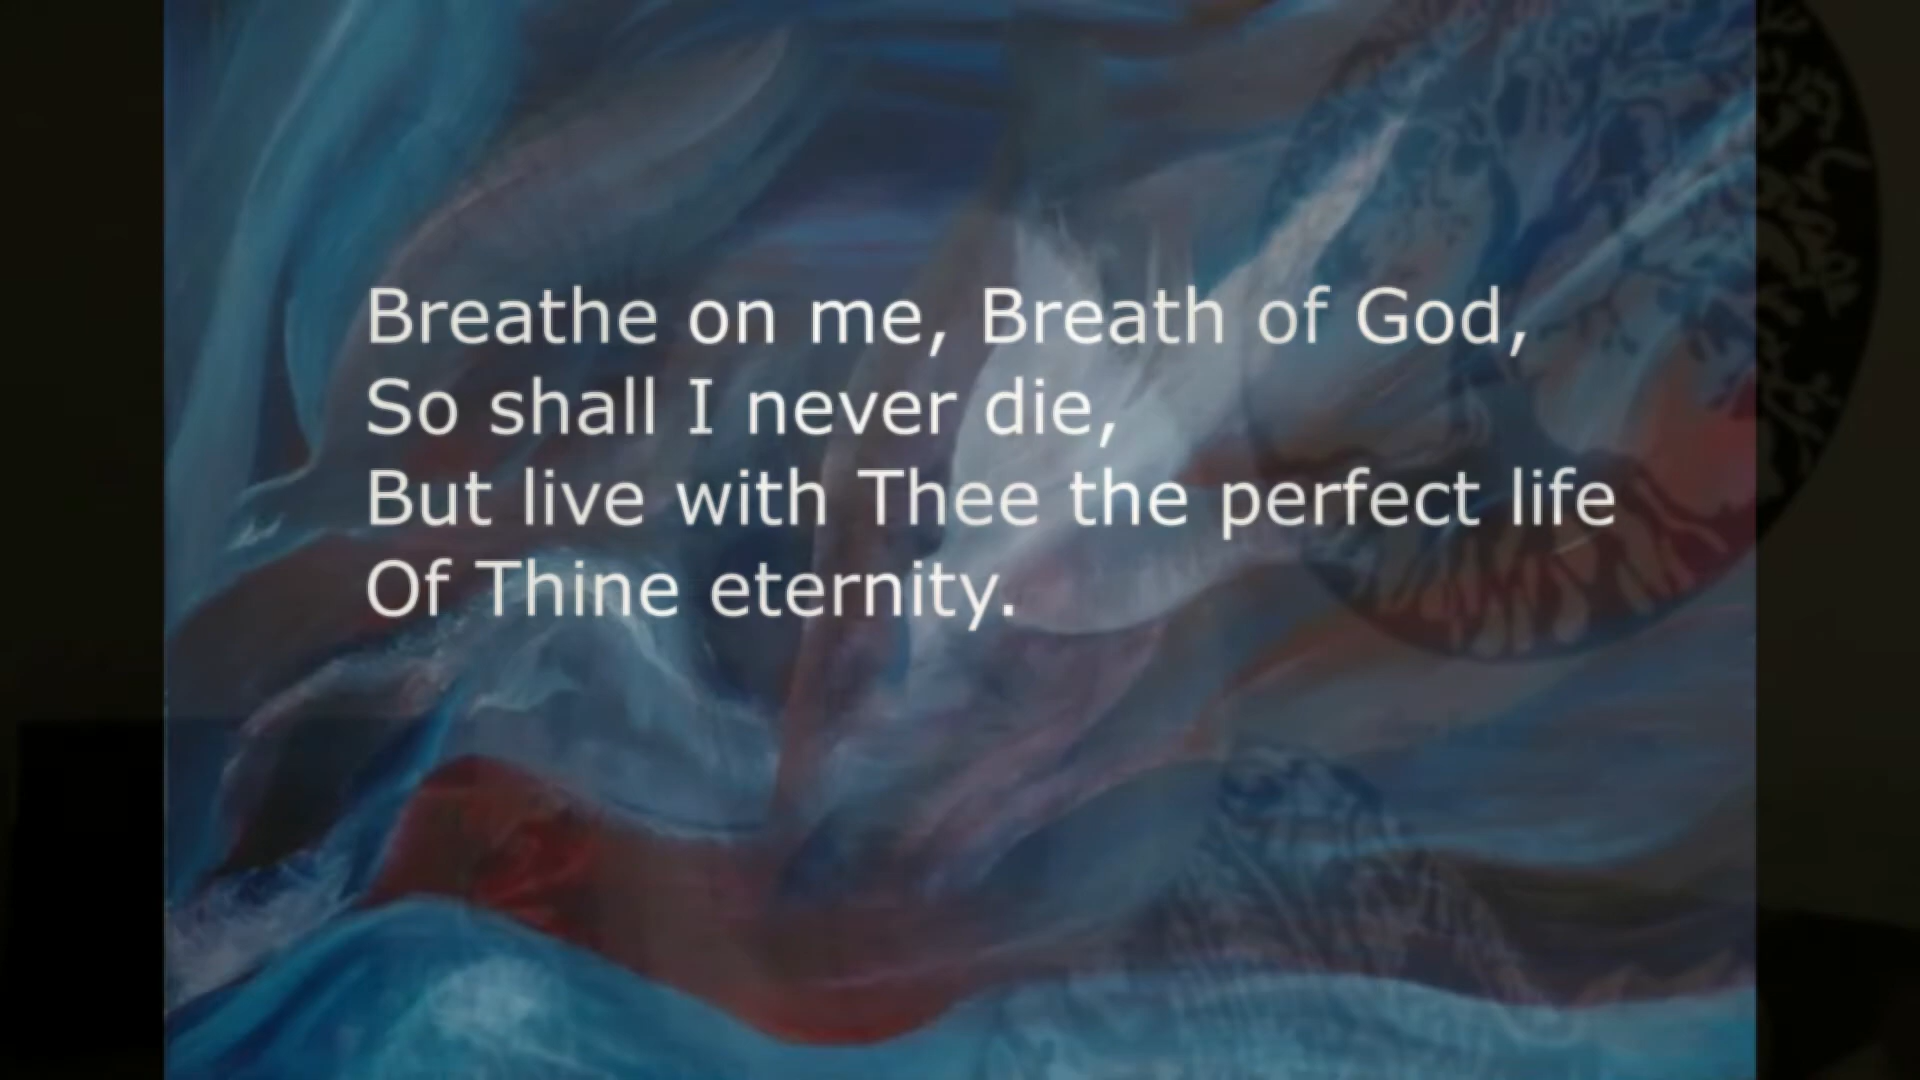 Breathe on me, Breath of God,
So shall I never die,
But live with Thee the perfect life
Of Thine eternity.